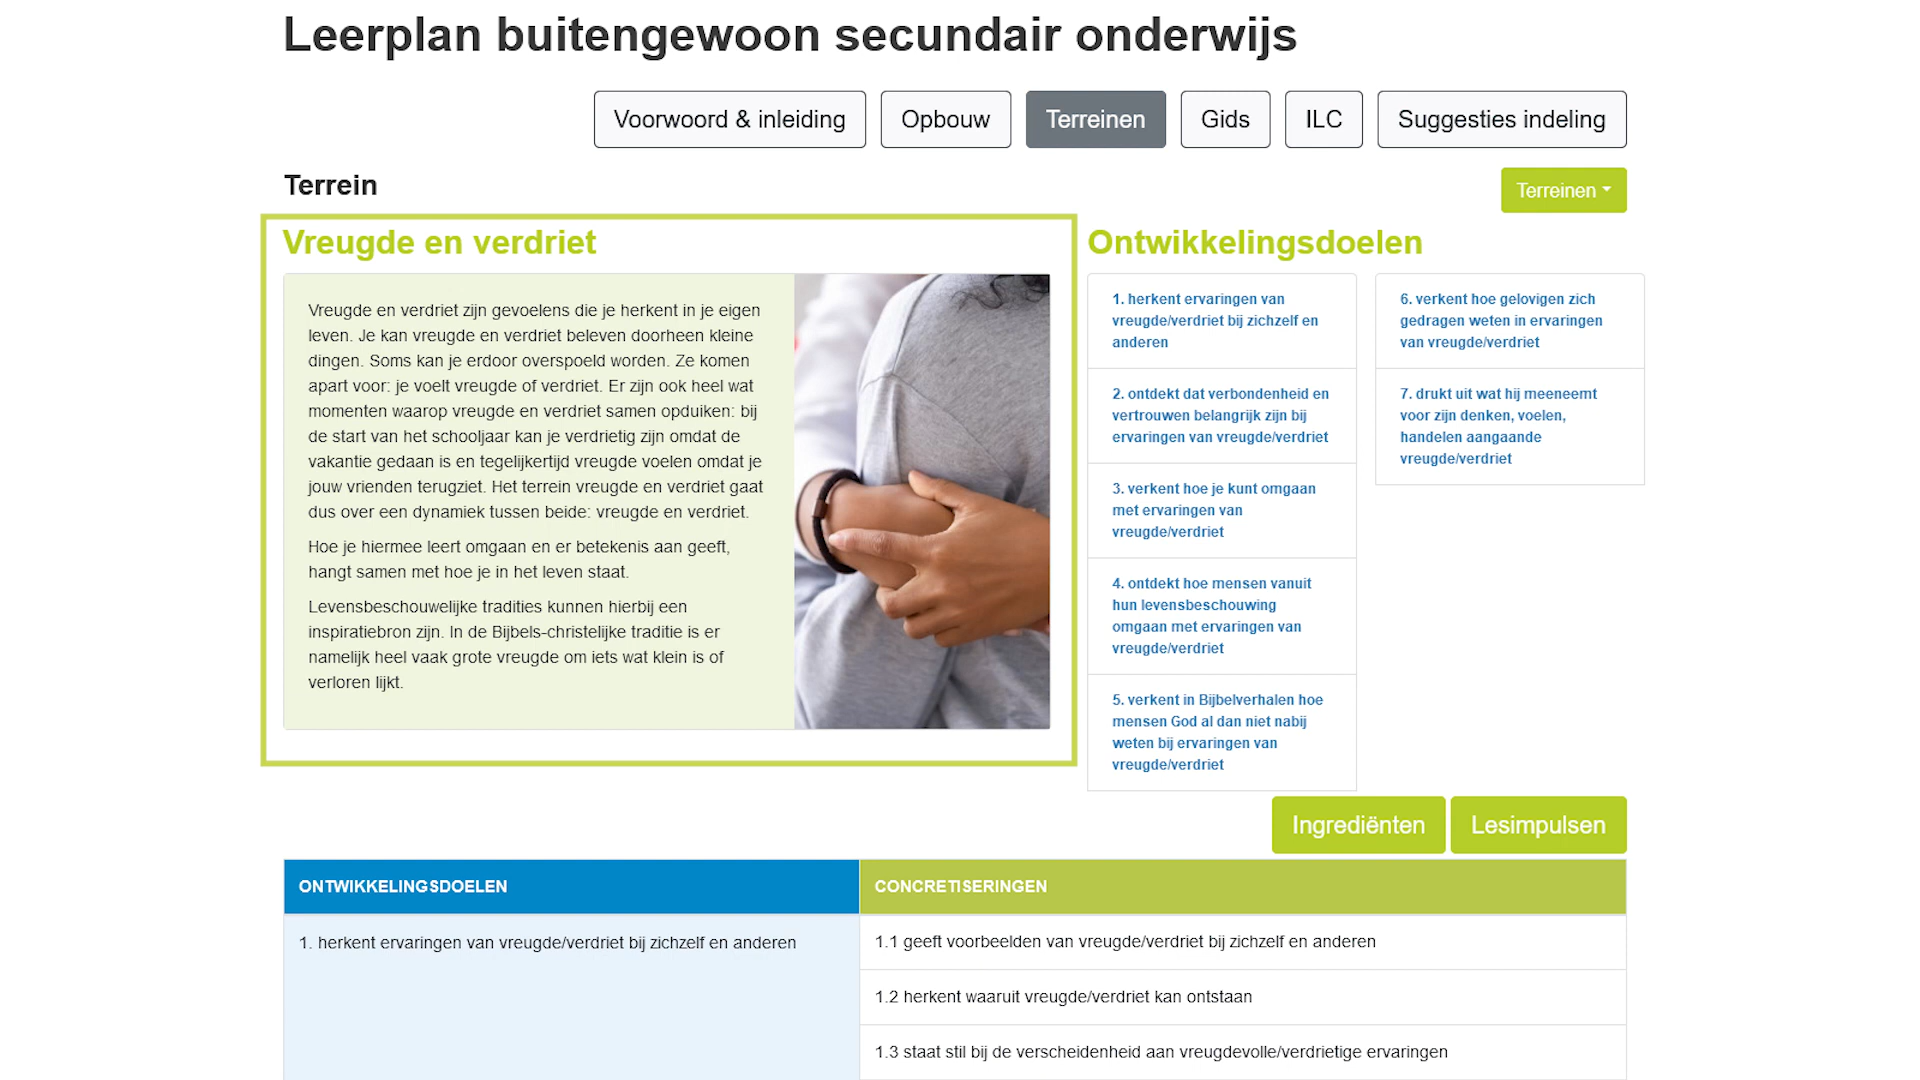 Leerplan buitengewoon secundair onderwijs
Voorwoord & inleiding
Opbouw
Terreinen
Gids
ILC
Suggesties indeling
Terrein
Terreinen
Vreugde en verdriet
Vreugde en verdriet zijn gevoelens die je herkent in je eigen
leven. Je kan vreugde en verdriet beleven doorheen kleine
dingen. Soms kan je erdoor overspoeld worden. Ze komen
apart voor: je voelt vreugde of verdriet. Er zijn ook heel wat
momenten waarop vreugde en verdriet samen opduiken: bij
de start van het schooljaar kan je verdrietig zijn omdat de
vakantie gedaan is en tegelijkertijd vreugde voelen omdat je
jouw vrienden terugziet. Het terrein vreugde en verdriet gaat
dus over een dynamiek tussen beide: vreugde en verdriet.
Hoe je hiermee leert omgaan en er betekenis aan geeft,
hangt samen met hoe je in het leven staat.
Levensbeschouwelijke tradities kunnen hierbij een
inspiratiebron zijn. In de Bijbels-christelijke traditie is er
namelijk heel vaak grote vreugde om iets wat klein is of
verloren lijkt.
Ontwikkelingsdoelen
1. herkent ervaringen van
vreugde/verdriet bij zichzelf en
anderen
2. ontdekt dat verbondenheid en
vertrouwen belangrijk zijn bij
ervaringen van vreugde/verdriet
3. verkent hoe je kunt omgaan
met ervaringen van
vreugde/verdriet
4. ontdekt hoe mensen vanuit
hun levensbeschouwing
omgaan met ervaringen van
vreugde/verdriet
5. verkent in Bijbelverhalen hoe
mensen God al dan niet nabij
weten bij ervaringen van
vreugde/verdriet
6. verkent hoe gelovigen zich
gedragen weten in ervaringen
van vreugde/verdriet
7. drukt uit wat hij meeneemt
voor zijn denken, voelen,
handelen aangaande
vreugde/verdriet
Ingrediënten
Lesimpulsen
ONTWIKKELINGSDOELEN
CONCRETISERINGEN
1. herkent ervaringen van vreugde/verdriet bij zichzelf en anderen
1.1 geeft voorbeelden van vreugde/verdriet bij zichzelf en anderen
1.2 herkent waaruit vreugde/verdriet kan ontstaan
1.3 staat stil bij de verscheidenheid aan vreugdevolle/verdrietige ervaringen